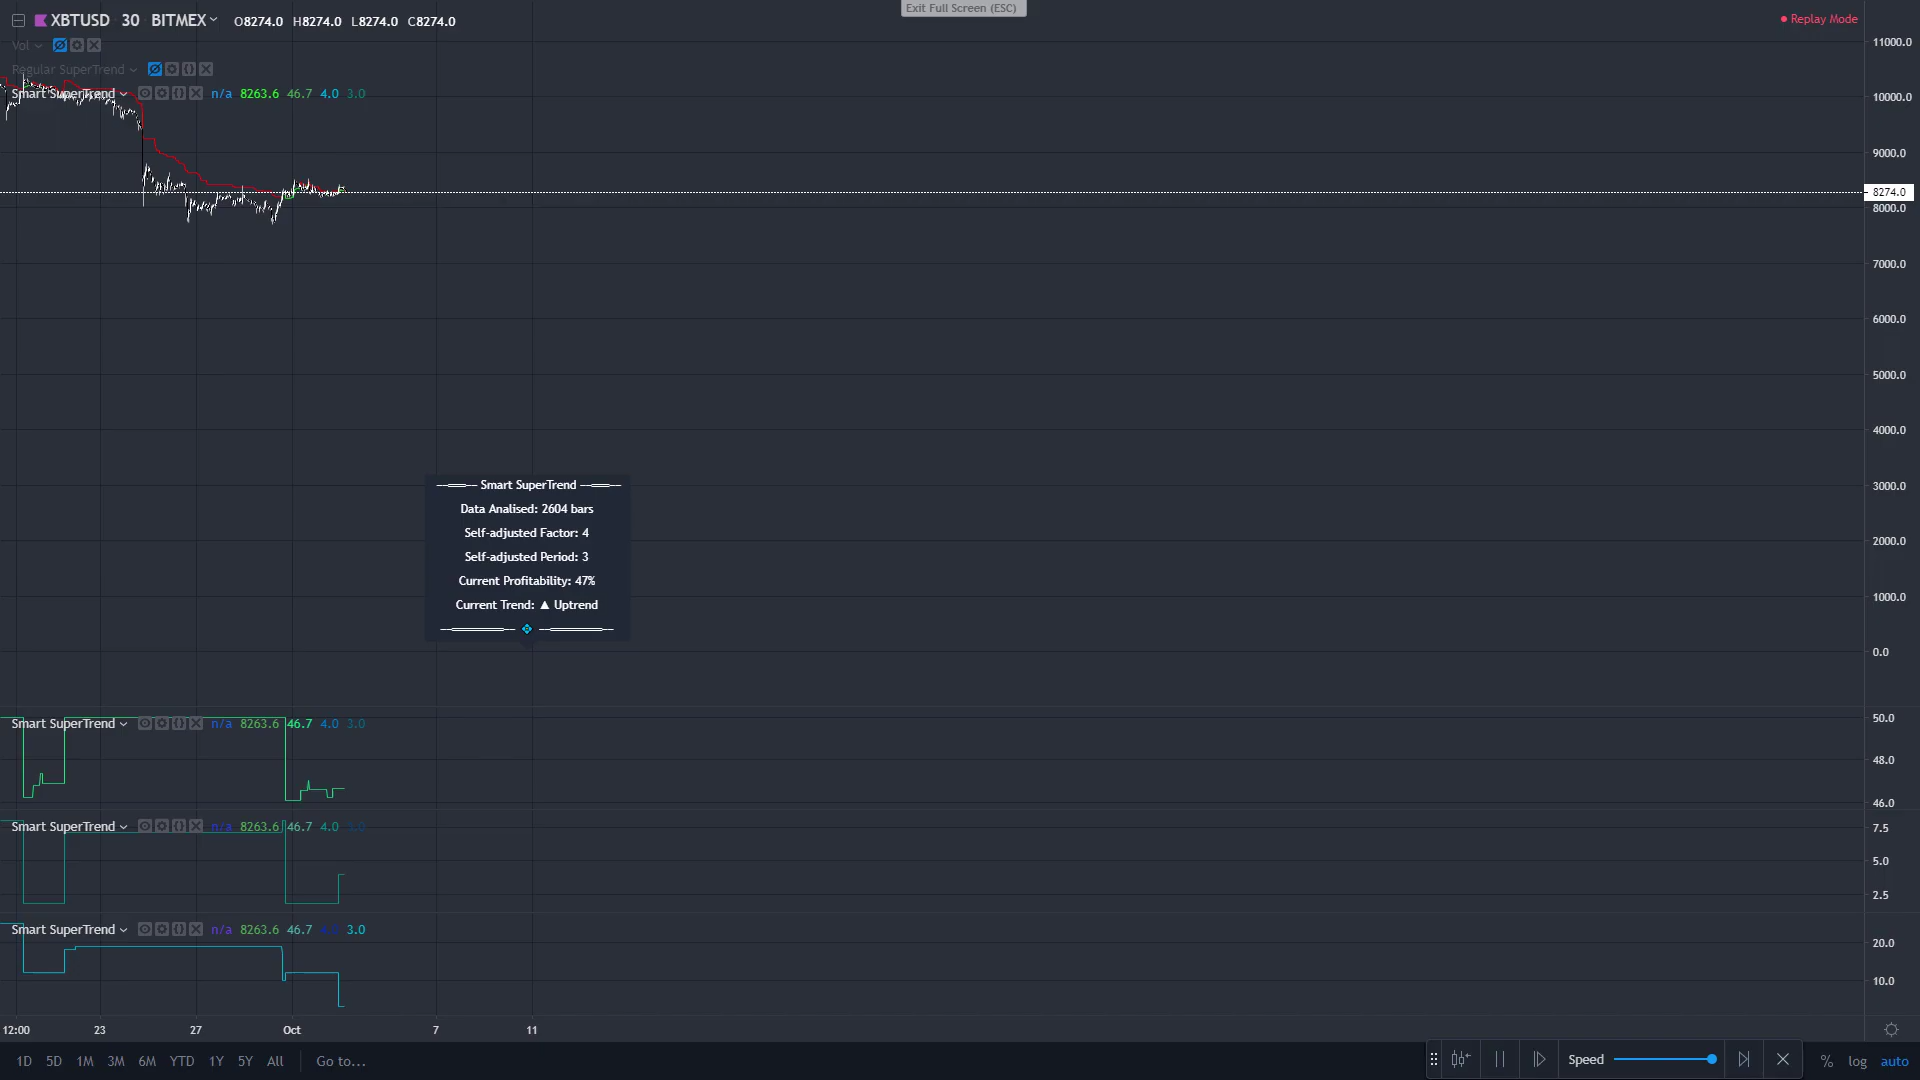 Exit Full Screen (ESC)
XBTUSD 30 BITMEX O8274.0 H8274.0 L8274.0 C8274.0
Replay Mode
Vol
Regular SuperTrend
Smart SuperTrend n/a 8263.6 46.7 4.0 3.0
11000.0
10000.0
9000.0
8274.0
8000.0
7000.0
6000.0
5000.0
4000.0
3000.0
2000.0
1000.0
0.0
Smart SuperTrend
Data Analised: 2604 bars
Self-adjusted Factor: 4
Self-adjusted Period: 3
Current Profitability: 47%
Current Trend: ▲ Uptrend
Smart SuperTrend n/a 8263.6 46.7 4.0 3.0
50.0
48.0
46.0
Smart SuperTrend n/a 8263.6 46.7 4.0 3.0
7.5
5.0
2.5
Smart SuperTrend n/a 8263.6 46.7 4.0 3.0
20.0
10.0
12:00 23 27 Oct 7 11
1D 5D 1M 3M 6M YTD 1Y 5Y All Go to...
Speed
% log auto